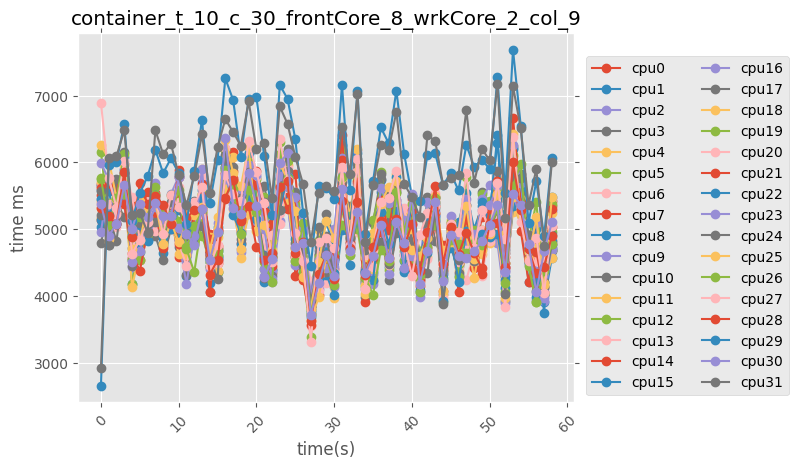 container_t_10_c_30_frontCore_8_wrkCore_2_col_9
time ms
7000
6000
5000
4000
3000
0
10
20
30
40
50
60
time(s)
cpu0
cpu1
cpu2
cpu3
cpu4
cpu5
cpu6
cpu7
cpu8
cpu9
cpu10
cpu11
cpu12
cpu13
cpu14
cpu15
cpu16
cpu17
cpu18
cpu19
cpu20
cpu21
cpu22
cpu23
cpu24
cpu25
cpu26
cpu27
cpu28
cpu29
cpu30
cpu31